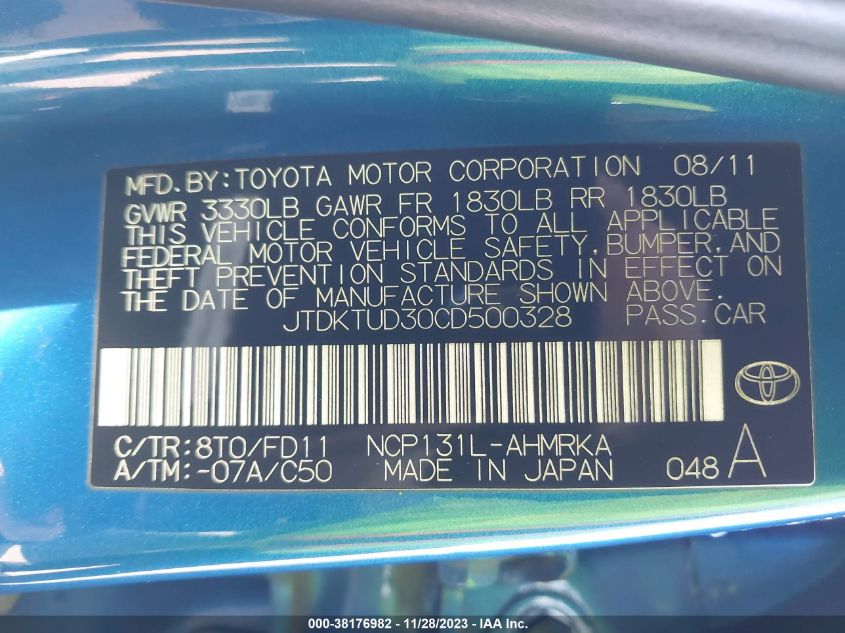 MFD.BY:TOYOTA MOTOR CORPORATION 08/11
GVWR 3330LB GAWR FR 1830LB RR 1830LB
THIS VEHICLE CONFORMS TO ALL APPLICABLE
FEDERAL MOTOR VEHICLE SAFETY,BUMPER,AND
THEFT PREVENTION STANDARDS IN EFFECT ON
THE DATE OF MANUFACTURE SHOWN ABOVE.
JTDKTUD30CD500328 PASS.CAR
C/TR:8T0/FD11 NCP131L-AHMRKA
A/TM:-07A/C50 MADE IN JAPAN 048 A
000-38176982 - 11/28/2023 - IAA Inc.